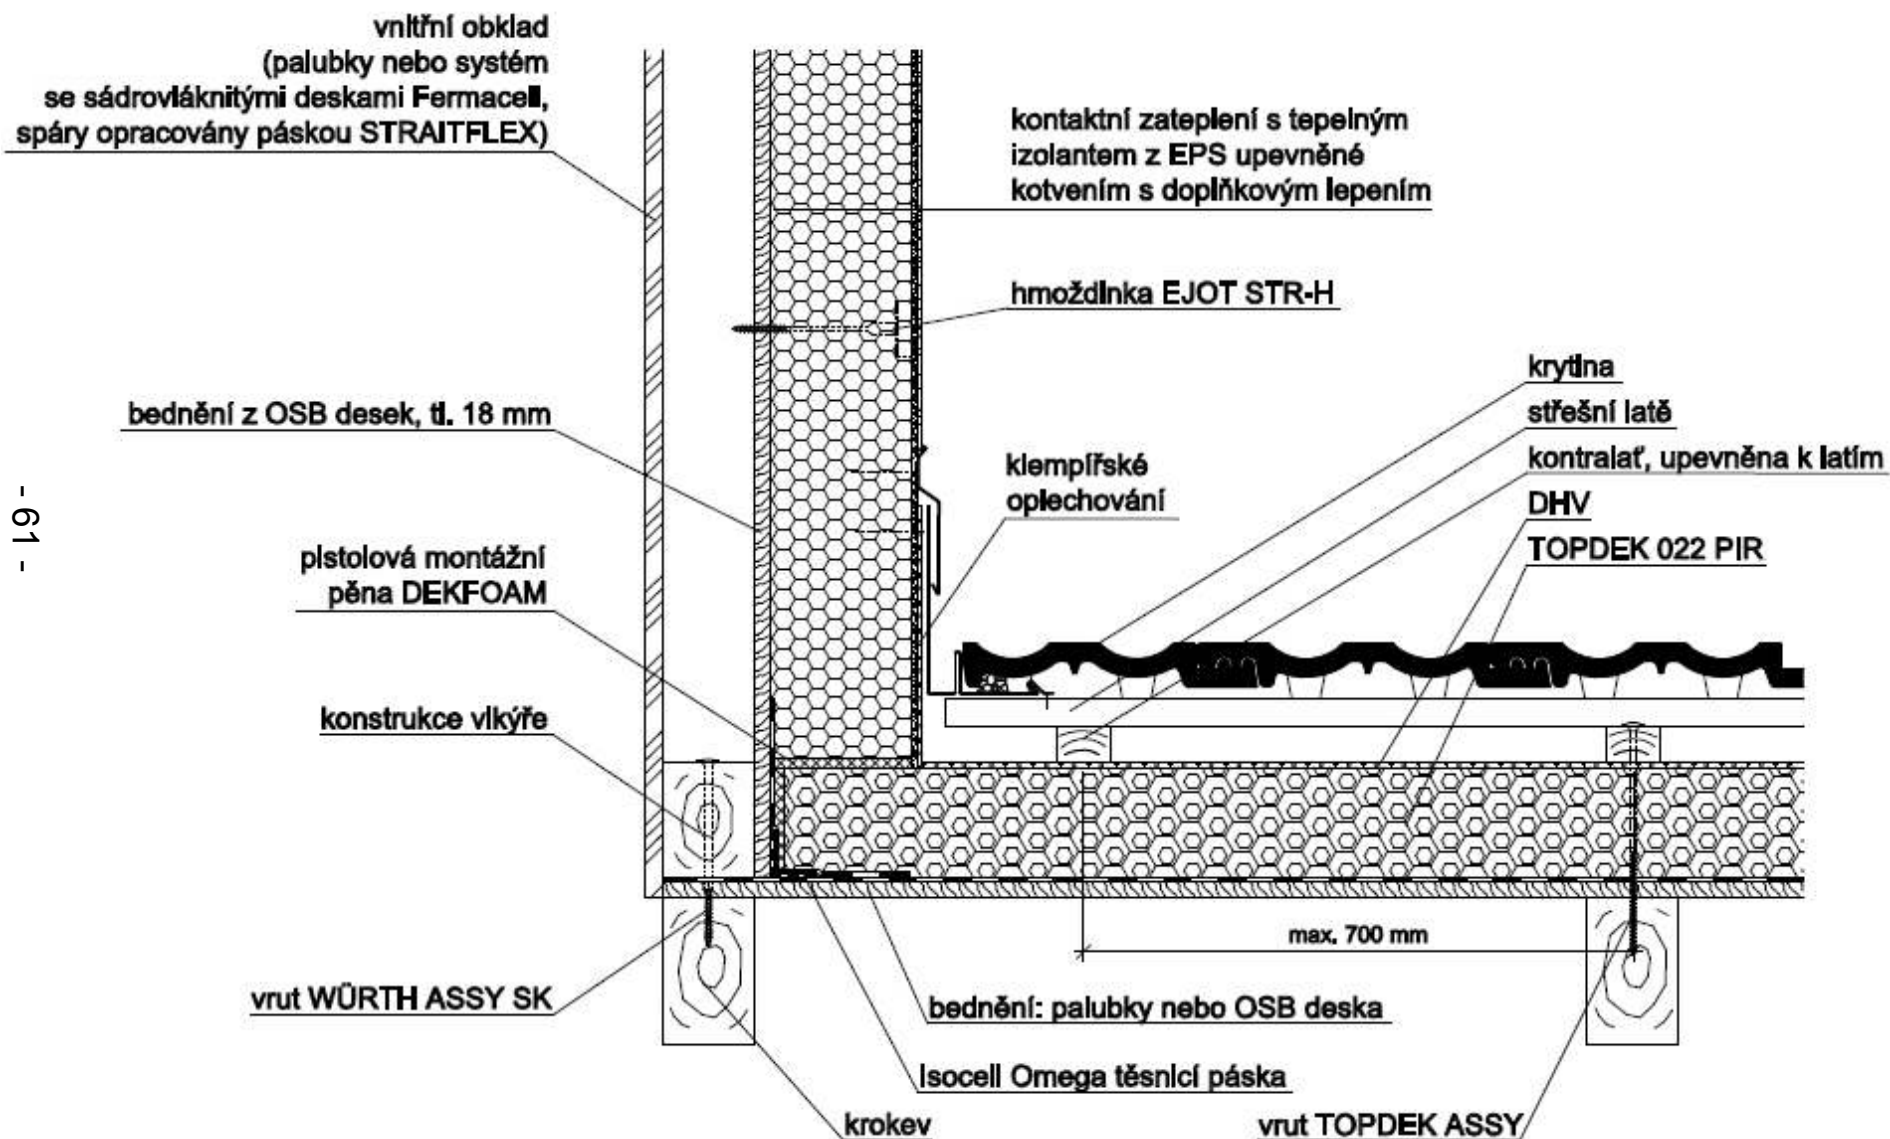 vnitřní obklad
(palubky nebo systém
se sádrovláknitými deskami Fermacell,
spáry opracovány páskou STRAITFLEX)
kontaktní zateplení s tepelným
izolantem z EPS upevněné
kotvením s doplňkovým lepením
hmoždinka EJOT STR-H
krytina
střešní latě
kontralať, upevněna k latím
DHV
TOPDEK 022 PIR
bednění z OSB desek, tl. 18 mm
klempířské
oplechování
pistolová montážní
pěna DEKFOAM
konstrukce vikýře
- 61 -
max. 700 mm
vrut WÜRTH ASSY SK
bednění: palubky nebo OSB deska
Isocell Omega těsnicí páska
krokev
vrut TOPDEK ASSY